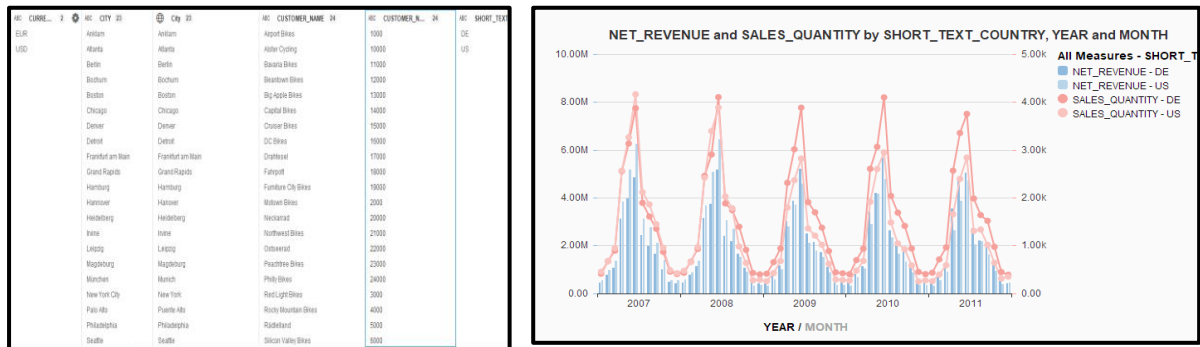 ABC CURRE... 2 ABC CITY 23 City 23 ABC CUSTOMER_NAME 24 ABC CUSTOMER_N... 24 ABC SHORT_TEXT
EUR Anklam Anklam Airport Bikes 1000 DE
USD Atlanta Atlanta Alster Cycling 10000 US
Berlin Berlin Bavaria Bikes 11000
Bochum Bochum Beantown Bikes 12000
Boston Boston Big Apple Bikes 13000
Chicago Chicago Capital Bikes 14000
Denver Denver Cruiser Bikes 15000
Detroit Detroit DC Bikes 16000
Frankfurt am Main Frankfurt am Main Drahtesel 17000
Grand Rapids Grand Rapids Fahrpott 18000
Hamburg Hamburg Furniture City Bikes 19000
Hannover Hanover Motown Bikes 2000
Heidelberg Heidelberg Neckarrad 20000
Irvine Irvine Northwest Bikes 21000
Leipzig Leipzig Ostseerad 22000
Magdeburg Magdeburg Peachtree Bikes 23000
München Munich Philly Bikes 24000
New York City New York Red Light Bikes 3000
Palo Alto Puente Alto Rocky Mountain Bikes 4000
Philadelphia Philadelphia Rädleiland 5000
Seattle Seattle Silicon Valley Bikes 6000
NET_REVENUE and SALES_QUANTITY by SHORT_TEXT_COUNTRY, YEAR and MONTH
10.00M 5.00k
8.00M 4.00k
6.00M 3.00k
4.00M 2.00k
2.00M 1.00k
0.00 0.00
All Measures - SHORT_T
NET_REVENUE - DE
NET_REVENUE - US
SALES_QUANTITY - DE
SALES_QUANTITY - US
2007 2008 2009 2010 2011
YEAR / MONTH